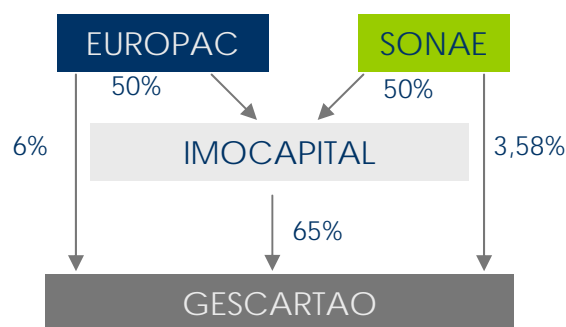 EUROPAC
SONAE
50%
50%
6%
IMOCAPITAL
3,58%
65%
GESCARTAO